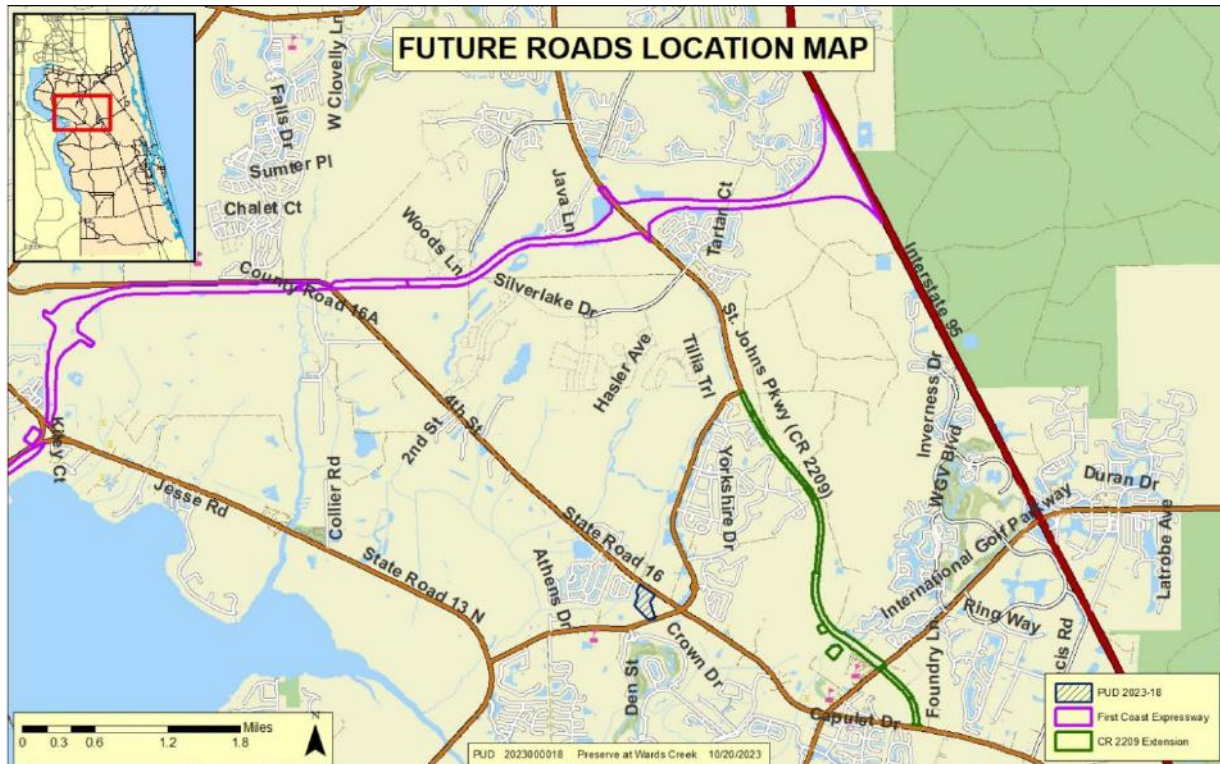 FUTURE ROADS LOCATION MAP
W Clovelly Ln
Falls Dr
Sumter Pl
Chalet Ct
Java Ln
Tartan Ct
Woods Ln
County Road 16A
Silverlake Dr
Interstate 95
St. Johns Pkwy (CR 2209)
Hasler Ave
Tillia Trl
Inverness Dr
4th St
2nd St
WGV Blvd
Yorkshire Dr
Duran Dr
Jesse Rd
Collier Rd
International Golf Parkway
Latrobe Ave
State Road 16
Athens Dr
State Road 13 N
Ring Way
Crown Dr
Den St
Foundry Ln
Capulet Dr
PUD 2023-18
First Coast Expressway
CR 2209 Extension
Miles
0 0.3 0.6 1.2 1.8
N
PUD 2023000018 Preserve at Wards Creek 10/20/2023